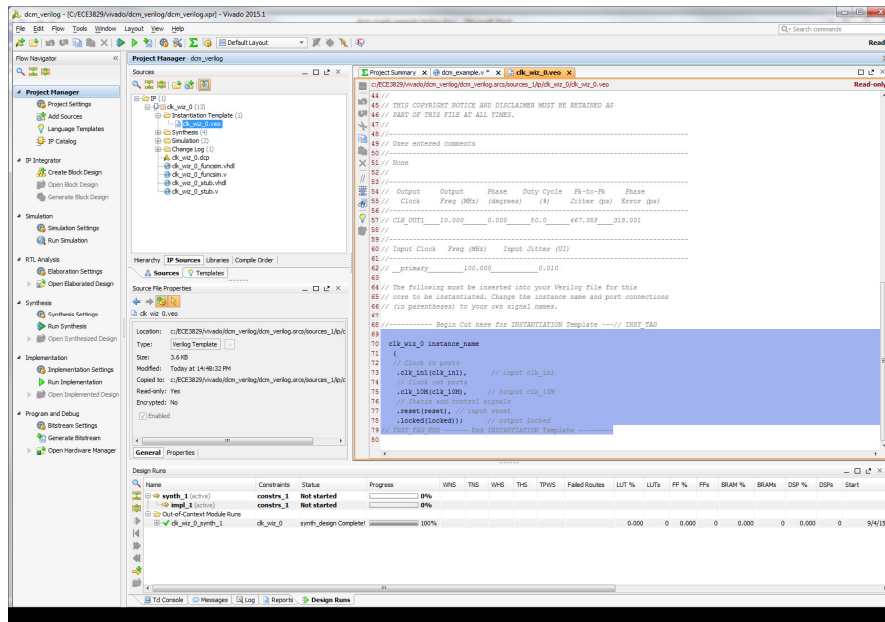 dcm_verilog - [C:/ECE3829/vivado/dcm_verilog/dcm_verilog.xpr] - Vivado 2015.1
File Edit Flow Tools Window Layout View Help
Search commands
Default Layout
Read
Flow Navigator
Project Manager
Project Settings
Add Sources
Language Templates
IP Catalog
IP Integrator
Create Block Design
Open Block Design
Generate Block Design
Simulation
Simulation Settings
Run Simulation
RTL Analysis
Elaboration Settings
Open Elaborated Design
Synthesis
Synthesis Settings
Run Synthesis
Open Synthesized Design
Implementation
Implementation Settings
Run Implementation
Open Implemented Design
Program and Debug
Bitstream Settings
Generate Bitstream
Open Hardware Manager
Project Manager - dcm_verilog
Sources
IP (1)
clk_wiz_0 (13)
Instantiation Template (1)
clk_wiz_0.veo
Synthesis (4)
Simulation (2)
Change Log (1)
clk_wiz_0.dcp
clk_wiz_0_funcsim.vhdl
clk_wiz_0_funcsim.v
clk_wiz_0_stub.vhdl
clk_wiz_0_stub.v
Hierarchy IP Sources Libraries Compile Order
Sources Templates
Source File Properties
clk_wiz_0.veo
Location: c:/ECE3829/vivado/dcm_verilog/dcm_verilog.srcs/sources_1/ip/c
Type: Verilog Template ...
Size: 3.6 KB
Modified: Today at 14:48:32 PM
Copied to: c:/ECE3829/vivado/dcm_verilog/dcm_verilog.srcs/sources_1/ip/c
Read-only: Yes
Encrypted: No
Enabled
General Properties
Project Summary dcm_example.v * clk_wiz_0.veo
c:/ECE3829/vivado/dcm_verilog/dcm_verilog.srcs/sources_1/ip/clk_wiz_0/clk_wiz_0.veo Read-only
44 //
45 // THIS COPYRIGHT NOTICE AND DISCLAIMER MUST BE RETAINED AS
46 // PART OF THIS FILE AT ALL TIMES.
47 //
48 //----------------------------------------------------------------------------
49 // User entered comments
50 //----------------------------------------------------------------------------
51 // None
52 //
53 //----------------------------------------------------------------------------
54 // Output Output Phase Duty Cycle Pk-to-Pk Phase
55 // Clock Freq (MHz) (degrees) (%) Jitter (ps) Error (ps)
56 //----------------------------------------------------------------------------
57 // CLK_OUT1____10.000______0.000______50.0______667.358____318.001
58 //
59 //----------------------------------------------------------------------------
60 // Input Clock Freq (MHz) Input Jitter (UI)
61 //----------------------------------------------------------------------------
62 // __primary_________100.000____________0.010
63
64 // The following must be inserted into your Verilog file for this
65 // core to be instantiated. Change the instance name and port connections
66 // (in parentheses) to your own signal names.
67
68 //----------- Begin Cut here for INSTANTIATION Template ---// INST_TAG
69
70 clk_wiz_0 instance_name
71 (
72 // Clock in ports
73 .clk_in1(clk_in1), // input clk_in1
74 // Clock out ports
75 .clk_10M(clk_10M), // output clk_10M
76 // Status and control signals
77 .reset(reset), // input reset
78 .locked(locked)); // output locked
79 // INST_TAG_END ------ End INSTANTIATION Template ---------
80
Design Runs
Name Constraints Status Progress WNS TNS WHS THS TPWS Failed Routes LUT % LUTs FF % FFs BRAM % BRAMs DSP % DSPs Start
synth_1 (active) constrs_1 Not started 0%
impl_1 (active) constrs_1 Not started 0%
Out-of-Context Module Runs
clk_wiz_0_synth_1 clk_wiz_0 synth_design Complete! 100% 0.000 0 0.000 0 0.000 0 0.000 0 9/4/15
Tcl Console Messages Log Reports Design Runs